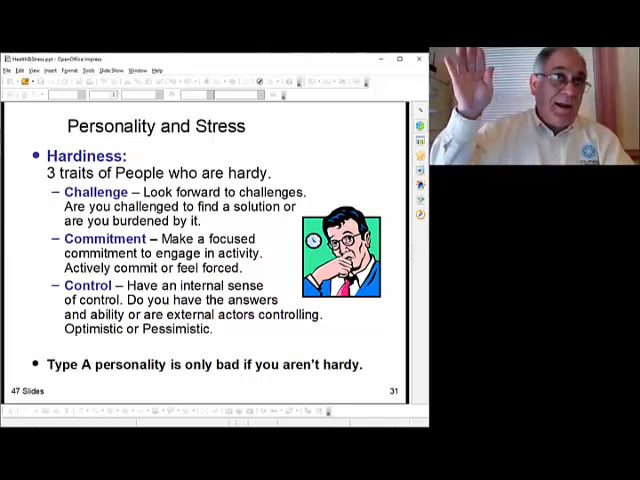 Health&Stress.ppt - OpenOffice Impress
File Edit View Insert Format Tools Slide Show Window Help
Personality and Stress
• Hardiness:
3 traits of People who are hardy.
– Challenge – Look forward to challenges.
Are you challenged to find a solution or
are you burdened by it.
– Commitment – Make a focused
commitment to engage in activity.
Actively commit or feel forced.
– Control – Have an internal sense
of control. Do you have the answers
and ability or are external actors controlling.
Optimistic or Pessimistic.
• Type A personality is only bad if you aren't hardy.
47 Slides 31